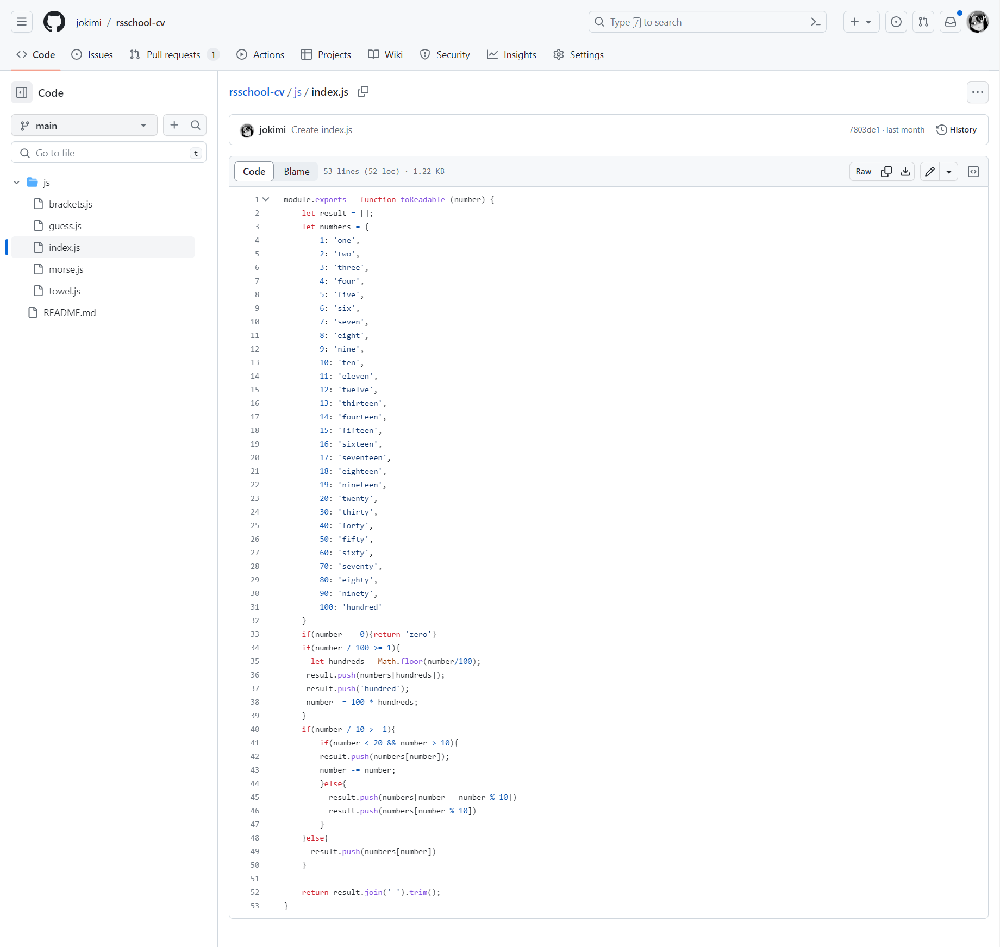 jokimi / rsschool-cv
Type / to search
Code
Issues
Pull requests 1
Actions
Projects
Wiki
Security
Insights
Settings
Code
main
Go to file
t
js
brackets.js
guess.js
index.js
morse.js
towel.js
README.md
rsschool-cv / js / index.js
jokimi Create index.js
7803de1 · last month
History
Code
Blame
53 lines (52 loc) · 1.22 KB
Raw
1 module.exports = function toReadable (number) {
2     let result = [];
3     let numbers = {
4         1: 'one',
5         2: 'two',
6         3: 'three',
7         4: 'four',
8         5: 'five',
9         6: 'six',
10         7: 'seven',
11         8: 'eight',
12         9: 'nine',
13         10: 'ten',
14         11: 'eleven',
15         12: 'twelve',
16         13: 'thirteen',
17         14: 'fourteen',
18         15: 'fifteen',
19         16: 'sixteen',
20         17: 'seventeen',
21         18: 'eighteen',
22         19: 'nineteen',
23         20: 'twenty',
24         30: 'thirty',
25         40: 'forty',
26         50: 'fifty',
27         60: 'sixty',
28         70: 'seventy',
29         80: 'eighty',
30         90: 'ninety',
31         100: 'hundred'
32     }
33     if(number == 0){return 'zero'}
34     if(number / 100 >= 1){
35       let hundreds = Math.floor(number/100);
36      result.push(numbers[hundreds]);
37      result.push('hundred');
38      number -= 100 * hundreds;
39     }
40     if(number / 10 >= 1){
41         if(number < 20 && number > 10){
42         result.push(numbers[number]);
43         number -= number;
44         }else{
45           result.push(numbers[number - number % 10])
46           result.push(numbers[number % 10])
47         }
48     }else{
49       result.push(numbers[number])
50     }
51
52     return result.join(' ').trim();
53 }